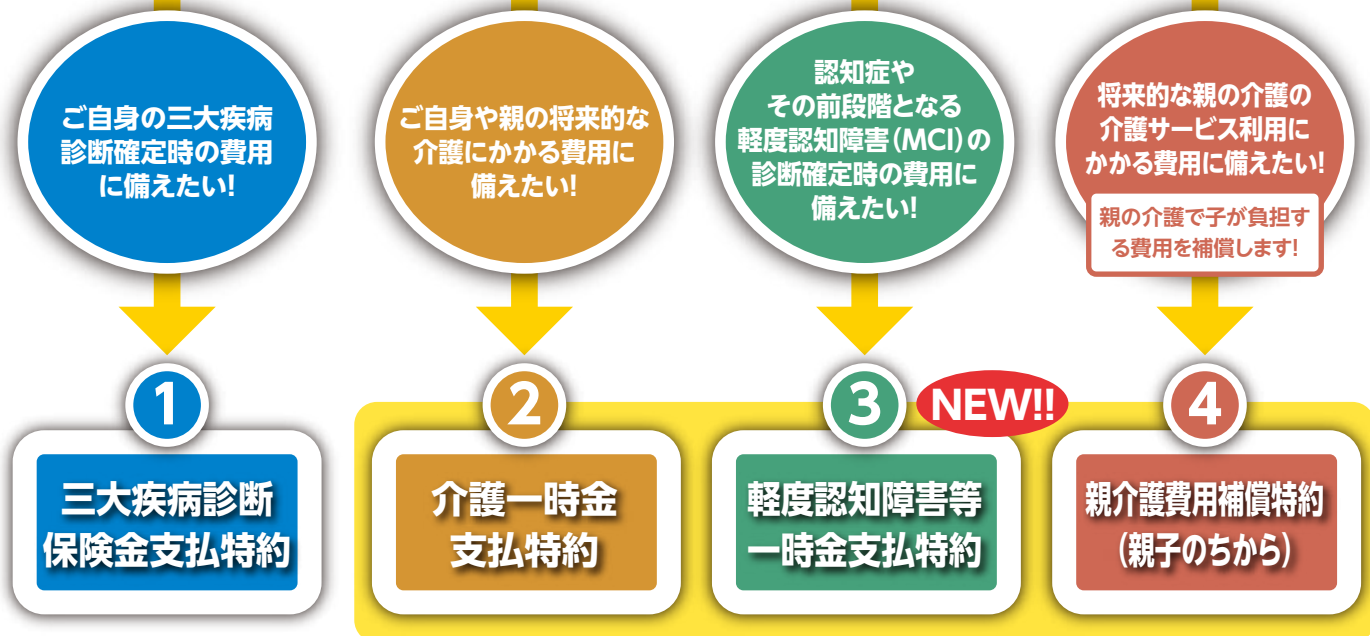 ご自身の三大疾病
診断確定時の費用
に備えたい!
ご自身や親の将来的な
介護にかかる費用に
備えたい!
認知症や
その前段階となる
軽度認知障害(MCI)の
診断確定時の費用に
備えたい!
将来的な親の介護の
介護サービス利用に
かかる費用に備えたい!
親の介護で子が負担す
る費用を補償します!
1
三大疾病診断
保険金支払特約
2
介護一時金
支払特約
3
NEW!!
軽度認知障害等
一時金支払特約
4
親介護費用補償特約
(親子のちから)